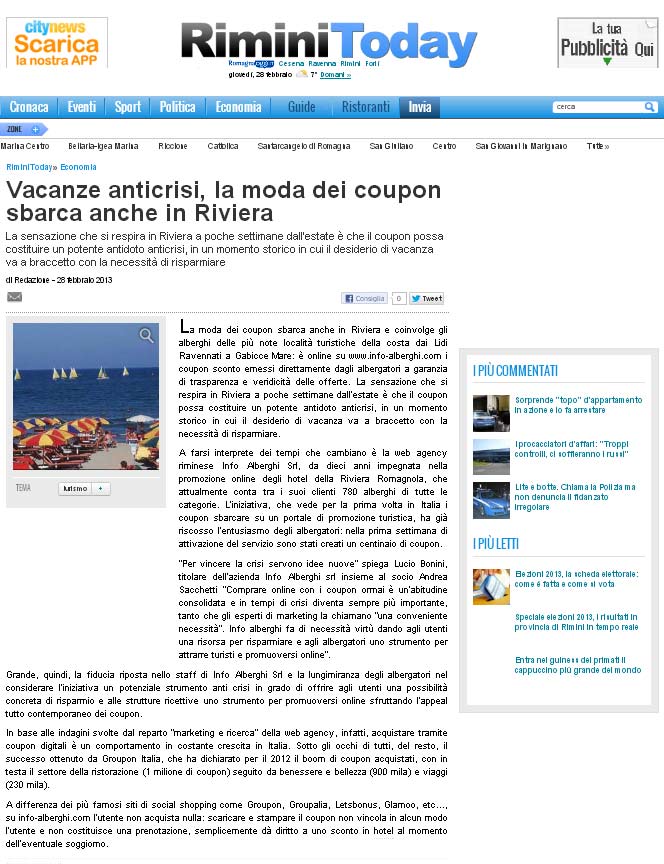 citynews
Scarica
la nostra APP
RiminiToday
Romagna Cesena Ravenna Rimini Forlì
giovedì, 28 febbraio 7° Domani »
La tua
Pubblicità Qui
Cronaca Eventi Sport Politica Economia Guide Ristoranti Invia
cerca
ZONE +
Marina Centro Bellaria-Igea Marina Riccione Cattolica Santarcangelo di Romagna San Giuliano Centro San Giovanni in Marignano Tutte »
RiminiToday » Economia
Vacanze anticrisi, la moda dei coupon
sbarca anche in Riviera
La sensazione che si respira in Riviera a poche settimane dall'estate è che il coupon possa
costituire un potente antidoto anticrisi, in un momento storico in cui il desiderio di vacanza
va a braccetto con la necessità di risparmiare
di Redazione - 28 febbraio 2013
Consiglia 0 Tweet
La moda dei coupon sbarca anche in Riviera e coinvolge gli
alberghi delle più note località turistiche della costa dai Lidi
Ravennati a Gabicce Mare: è online su www.info-alberghi.com i
coupon sconto emessi direttamente dagli albergatori a garanzia
di trasparenza e veridicità delle offerte. La sensazione che si
respira in Riviera a poche settimane dall'estate è che il coupon
possa costituire un potente antidoto anticrisi, in un momento
storico in cui il desiderio di vacanza va a braccetto con la
necessità di risparmiare.
TEMA turismo +
A farsi interprete dei tempi che cambiano è la web agency
riminese Info Alberghi Srl, da dieci anni impegnata nella
promozione online degli hotel della Riviera Romagnola, che
attualmente conta tra i suoi clienti 780 alberghi di tutte le
categorie. L'iniziativa, che vede per la prima volta in Italia i
coupon sbarcare su un portale di promozione turistica, ha già
riscosso l'entusiasmo degli albergatori: nella prima settimana di
attivazione del servizio sono stati creati un centinaio di coupon.
"Per vincere la crisi servono idee nuove" spiega Lucio Bonini,
titolare dell'azienda Info Alberghi srl insieme al socio Andrea
Sacchetti "Comprare online con i coupon ormai è un'abitudine
consolidata e in tempi di crisi diventa sempre più importante,
tanto che gli esperti di marketing la chiamano "una conveniente
necessità". Info alberghi fa di necessità virtù dando agli utenti
una risorsa per risparmiare e agli albergatori uno strumento per
attrarre turisti e promuoversi online".
Grande, quindi, la fiducia riposta nello staff di Info Alberghi Srl e la lungimiranza degli albergatori nel
considerare l'iniziativa un potenziale strumento anti crisi in grado di offrire agli utenti una possibilità
concreta di risparmio e alle strutture ricettive uno strumento per promuoversi online sfruttando l'appeal
tutto contemporaneo dei coupon.
In base alle indagini svolte dal reparto "marketing e ricerca" della web agency, infatti, acquistare tramite
coupon digitali è un comportamento in costante crescita in Italia. Sotto gli occhi di tutti, del resto, il
successo ottenuto da Groupon Italia, che ha dichiarato per il 2012 il boom di coupon acquistati, con in
testa il settore della ristorazione (1 milione di coupon) seguito da benessere e bellezza (900 mila) e viaggi
(230 mila).
A differenza dei più famosi siti di social shopping come Groupon, Groupalia, Letsbonus, Glamoo, etc...,
su info-alberghi.com l'utente non acquista nulla: scaricare e stampare il coupon non vincola in alcun modo
l'utente e non costituisce una prenotazione, semplicemente dà diritto a uno sconto in hotel al momento
dell'eventuale soggiorno.
I PIÙ COMMENTATI
Sorprende "topo" d'appartamento
in azione e lo fa arrestare
I procacciatori d'affari: "Troppi
controlli, ci soffieranno i russi"
Lite e botte. Chiama la Polizia ma
non denuncia il fidanzato
irregolare
I PIÙ LETTI
Elezioni 2013, la scheda elettorale:
come è fatta e come si vota
Speciale elezioni 2013, i risultati in
provincia di Rimini in tempo reale
Entra nel guiness dei primati il
cappuccino più grande del mondo